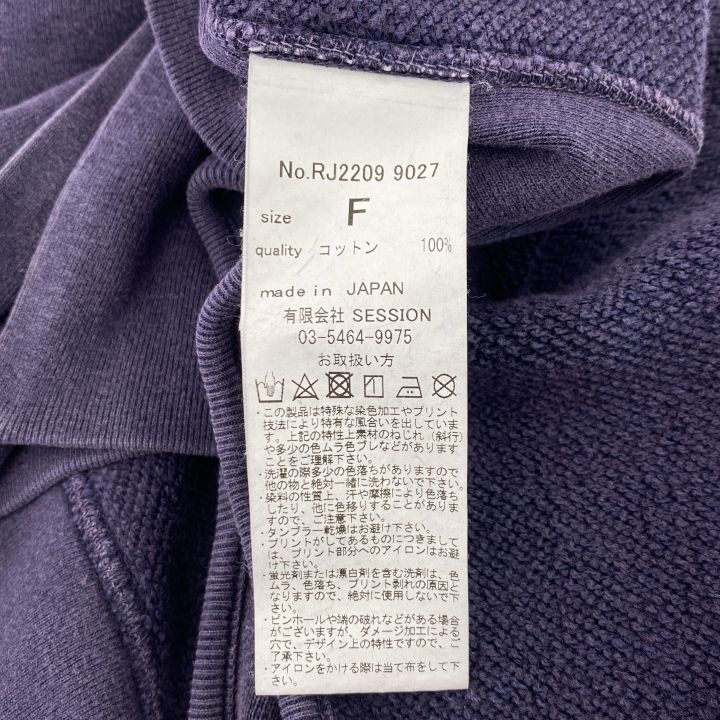 No.RJ2209 9027
size F
quality コットン 100%
made in JAPAN
有限会社 SESSION
03-5464-9975
お取扱い方
・この製品は特殊な染色加工やプリント
技法により特有な風合いを出していま
す。上記の特性上素材のねじれ（斜行）
や多少の色ムラ色ブレなどがあります
ことをご理解下さい。
・洗濯の際多少の色落ちがありますので
他の物と絶対一緒に洗わないで下さい。
・染料の性質上、汗や摩擦により色落ち
したり、他に色移りすることがありま
すので、ご注意下さい。
・タンブラー乾燥はお避け下さい。
・プリントがしてあるものにつきまして
は、プリント部分へのアイロンはお避
け下さい。
・蛍光剤または漂白剤を含む洗剤は、色
ムラ、色落ち、プリント剥れの原因と
なりますので、絶対に使用しないで下
さい。
・ピンホールや端の破れなどがある場合
がございますが、ダメージ加工による
穴で、デザイン上の特性ですので、ご
了承下さい。
・アイロンをかける際は当て布をして下
さい。